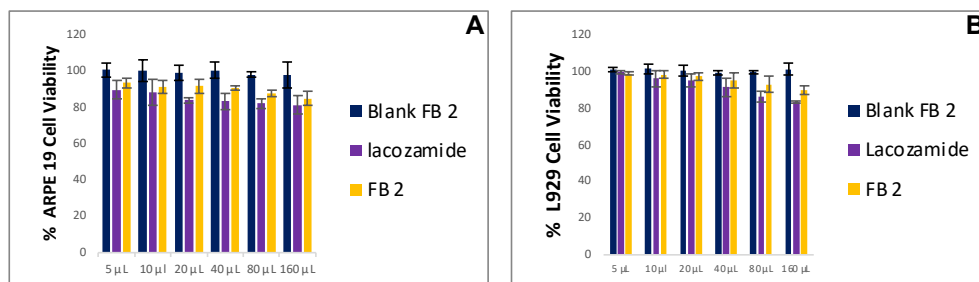 A
% ARPE 19 Cell Viability
120
100
80
60
40
20
0
5 µL
10 µl
20 µL
40 µL
80 µL
160 µL
Blank FB 2
lacozamide
FB 2
B
% L929 Cell Viability
120
100
80
60
40
20
0
5 µL
10 µl
20 µL
40 µL
80 µL
160 µL
Blank FB 2
Lacozamide
FB 2